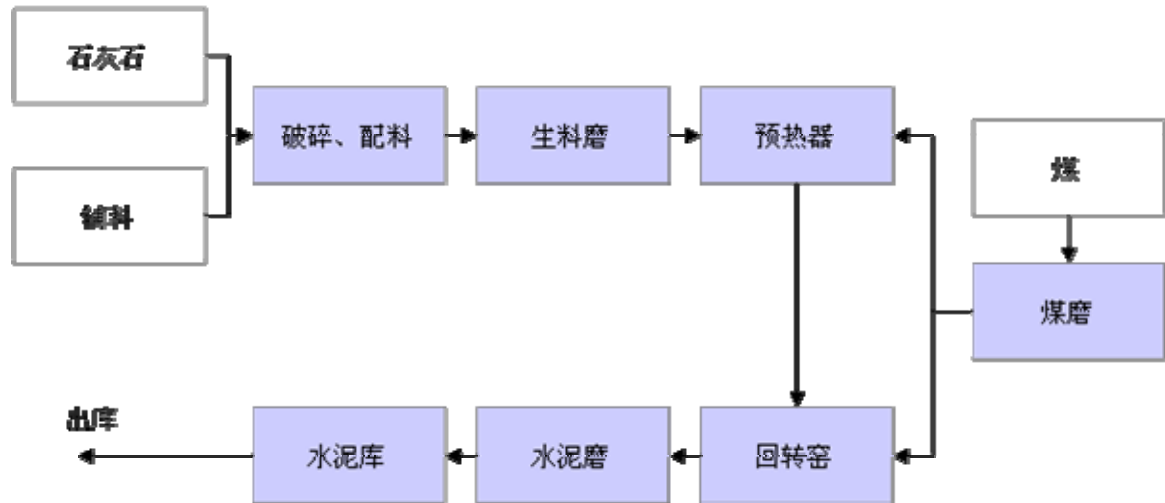 石灰石
破碎、配料
生料磨
预热器
煤
辅料
煤磨
出库
水泥库
水泥磨
回转窑